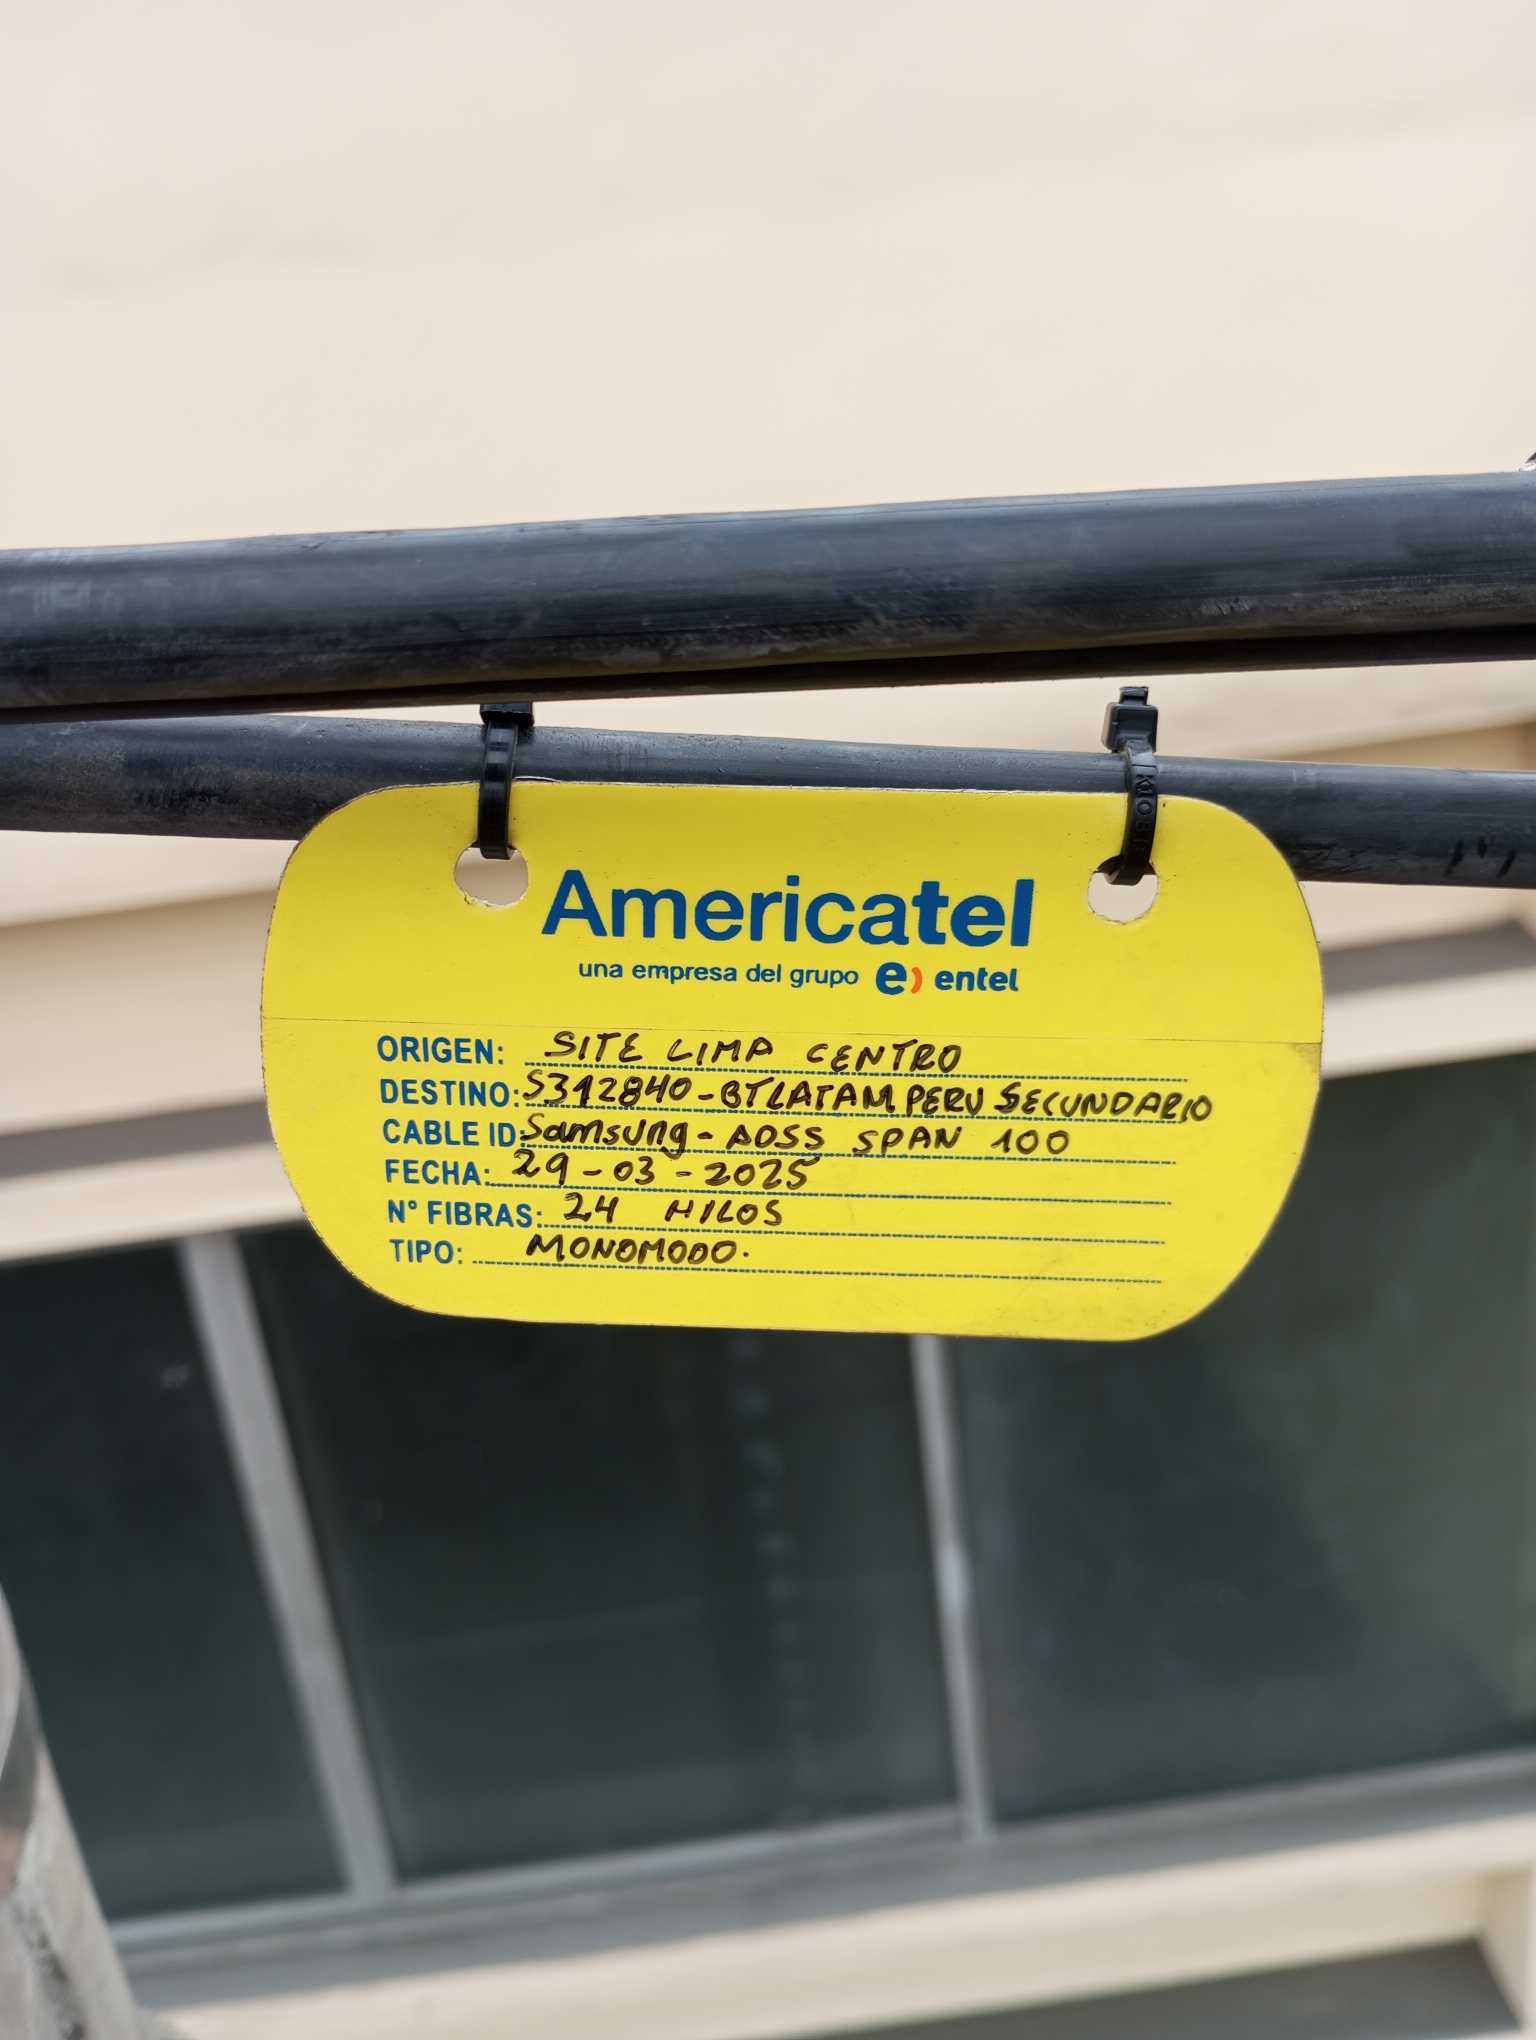 Americatel
una empresa del grupo e) entel
ORIGEN: SITE LIMA CENTRO
DESTINO: S312840-BTLATAM PERU SECUNDARIO
CABLE ID: Samsung - ADSS SPAN 100
FECHA: 29-03-2025
N° FIBRAS: 24 HILOS
TIPO: MONOMODO.